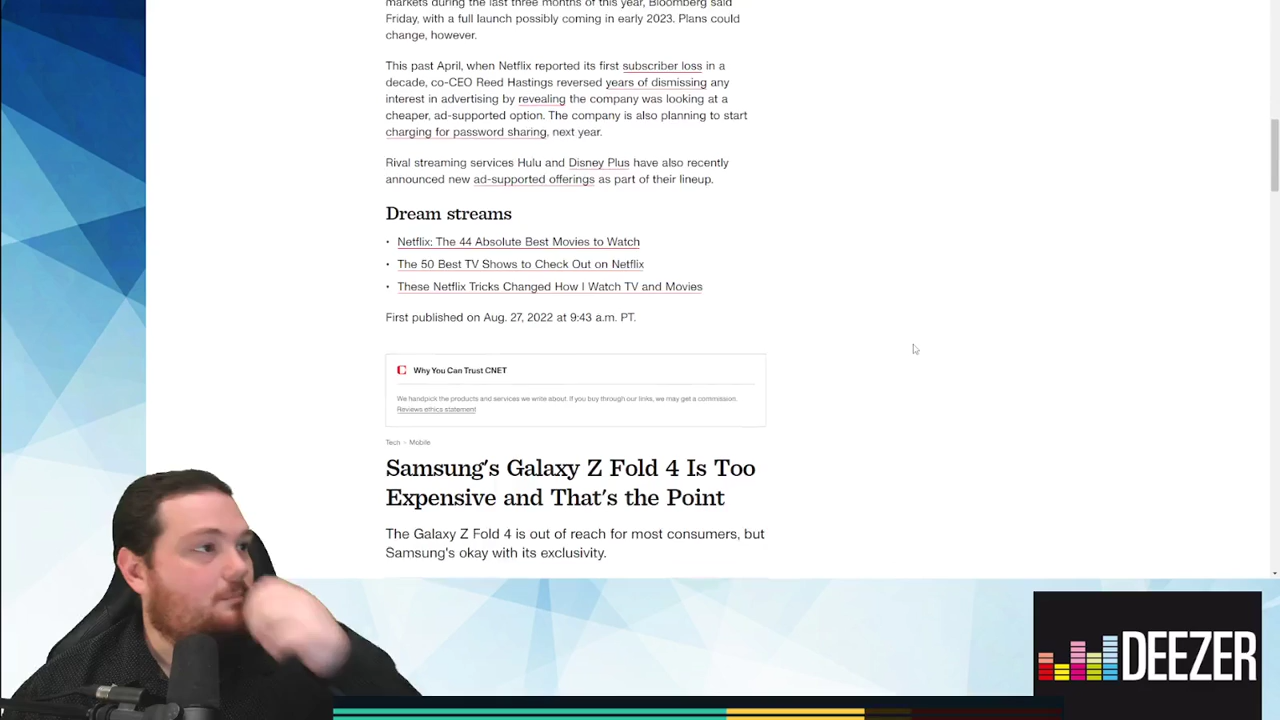 markets during the last three months of this year, Bloomberg said
Friday, with a full launch possibly coming in early 2023. Plans could
change, however.
This past April, when Netflix reported its first subscriber loss in a
decade, co-CEO Reed Hastings reversed years of dismissing any
interest in advertising by revealing the company was looking at a
cheaper, ad-supported option. The company is also planning to start
charging for password sharing, next year.
Rival streaming services Hulu and Disney Plus have also recently
announced new ad-supported offerings as part of their lineup.
Dream streams
• Netflix: The 44 Absolute Best Movies to Watch
• The 50 Best TV Shows to Check Out on Netflix
• These Netflix Tricks Changed How I Watch TV and Movies
First published on Aug. 27, 2022 at 9:43 a.m. PT.
C Why You Can Trust CNET
We handpick the products and services we write about. If you buy through our links, we may get a commission.
Reviews ethics statement
Tech > Mobile
Samsung's Galaxy Z Fold 4 Is Too
Expensive and That's the Point
The Galaxy Z Fold 4 is out of reach for most consumers, but
Samsung's okay with its exclusivity.
DEEZER